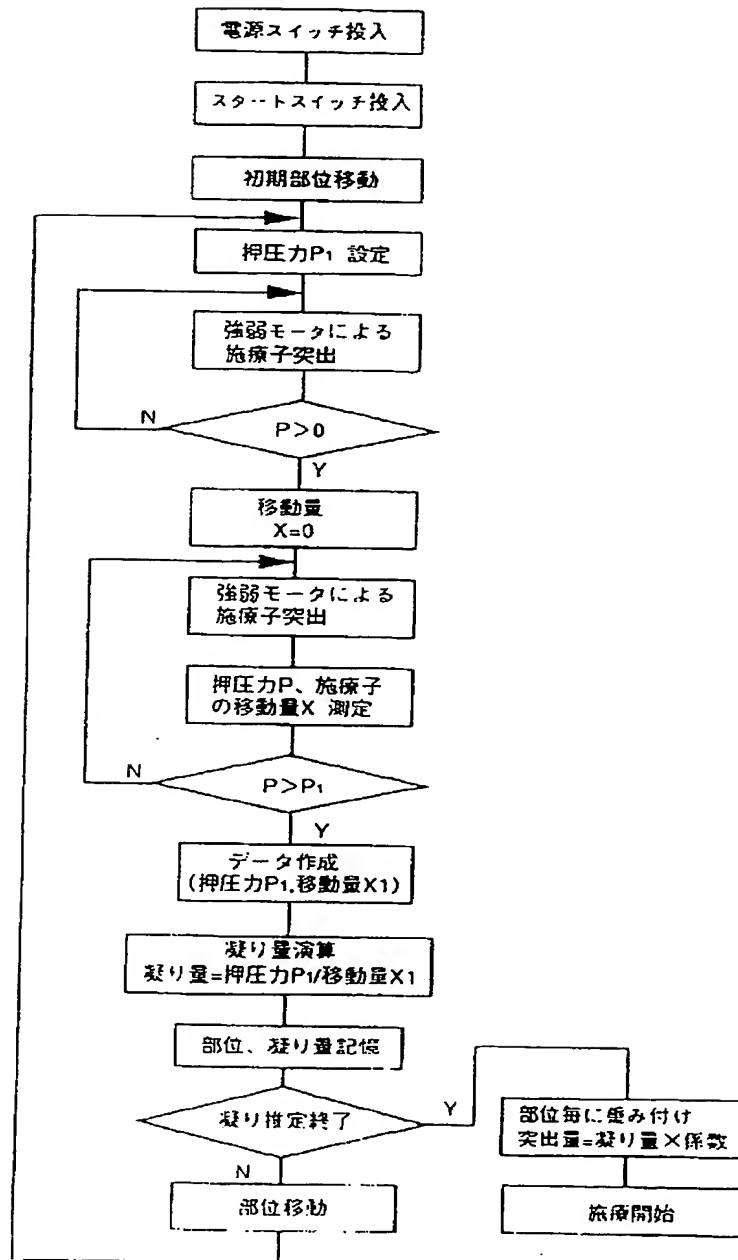 電源スイッチ投入
スタートスイッチ投入
初期部位移動
押圧力P₁ 設定
強弱モータによる
施療子突出
N
P>0
Y
移動量
X=0
強弱モータによる
施療子突出
押圧力P、施療子
の移動量X 測定
N
P>P₁
Y
データ作成
(押圧力P₁,移動量X1)
凝り量演算
凝り量=押圧力P₁/移動量X1
部位、凝り量記憶
凝り推定終了
Y
N
部位移動
部位毎に重み付け
突出量=凝り量×係数
施療開始